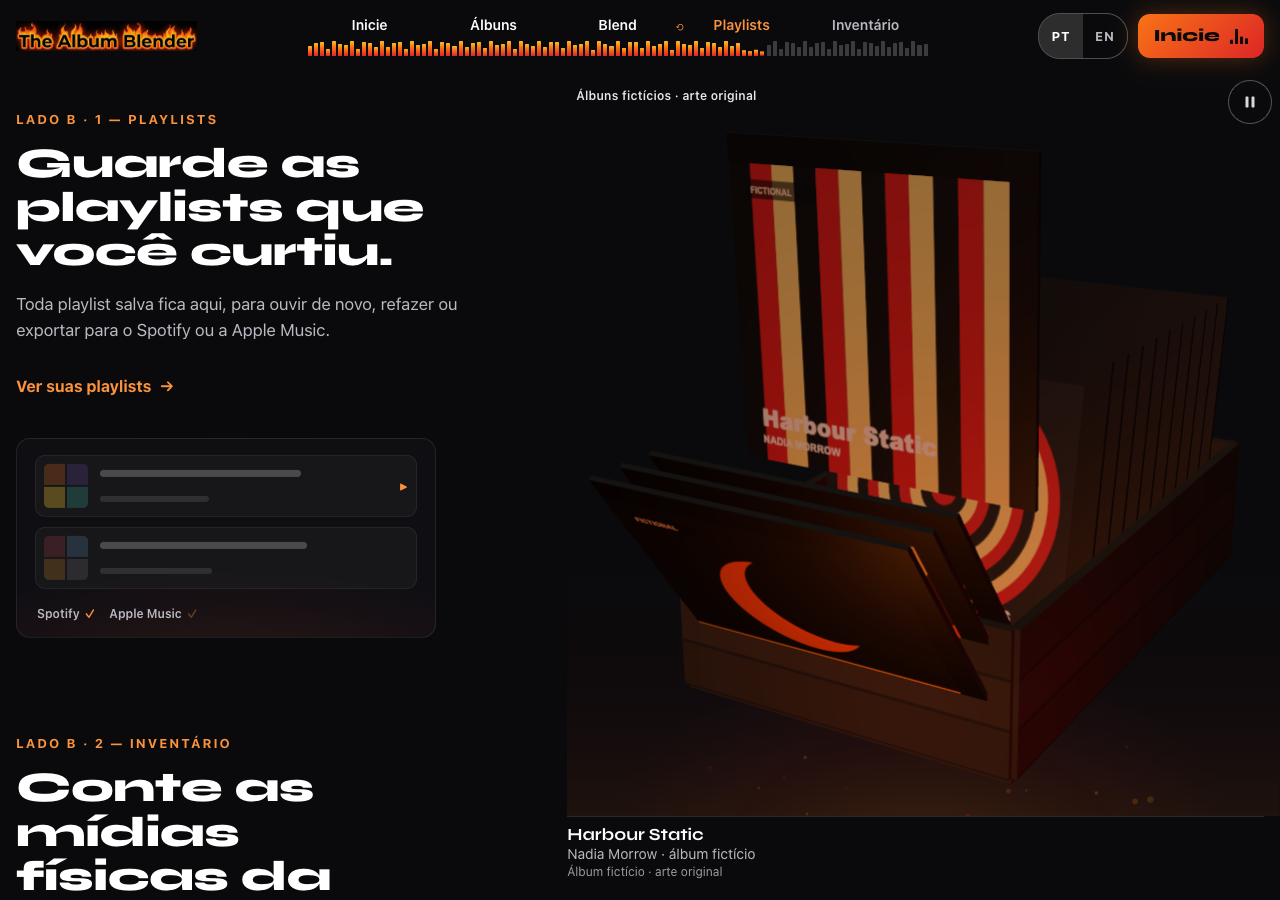 The Album Blender
Inicie
Álbuns
Blend
Playlists
Inventário
PT
EN
Inicie
Álbuns fictícios · arte original
LADO B · 1 — PLAYLISTS
Guarde as
playlists que
você curtiu.
Toda playlist salva fica aqui, para ouvir de novo, refazer ou
exportar para o Spotify ou a Apple Music.
Ver suas playlists →
Spotify ✓ Apple Music ✓
LADO B · 2 — INVENTÁRIO
Conte as
mídias
físicas da
FICTIONAL
Harbour Static
NADIA MORROW
FICTIONAL
Harbour Static
Nadia Morrow · álbum fictício
Álbum fictício · arte original